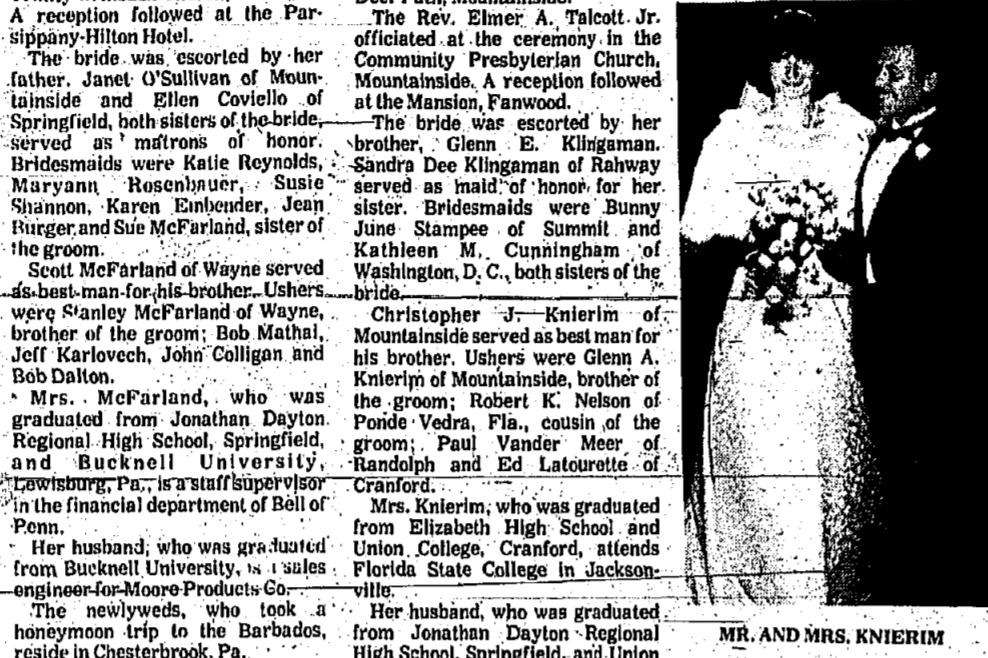 A reception followed at the Par-
sippany-Hilton Hotel.
The bride was escorted by her
father. Janet O'Sullivan of Moun-
tainside and Ellen Coviello of
Springfield, both sisters of the bride,
served as matrons of honor.
Bridesmaids were Katie Reynolds,
Maryann Rosenbauer, Susie
Shannon, Karen Einbender, Jean
Burger and Sue McFarland, sister of
the groom.
Scott McFarland of Wayne served
as best man for his brother. Ushers
were Stanley McFarland of Wayne,
brother of the groom; Bob Mathai,
Jeff Karlovech, John Colligan and
Bob Dalton.
Mrs. McFarland, who was
graduated from Jonathan Dayton
Regional High School, Springfield,
and Bucknell University,
Lewisburg, Pa., is a staff supervisor
in the financial department of Bell of
Penn.
Her husband, who was graduated
from Bucknell University, is a sales
engineer for Moore Products Co.
The newlyweds, who took a
honeymoon trip to the Barbados,
reside in Chesterbrook, Pa.
The Rev. Elmer A. Talcott Jr.
officiated at the ceremony in the
Community Presbyterian Church,
Mountainside. A reception followed
at the Mansion, Fanwood.
The bride was escorted by her
brother, Glenn E. Klingaman.
Sandra Dee Klingaman of Rahway
served as maid of honor for her
sister. Bridesmaids were Bunny
June Stampee of Summit and
Kathleen M. Cunningham of
Washington, D. C., both sisters of the
bride.
Christopher J. Knierim of
Mountainside served as best man for
his brother. Ushers were Glenn A.
Knierim of Mountainside, brother of
the groom; Robert K. Nelson of
Ponde Vedra, Fla., cousin of the
groom; Paul Vander Meer of
Randolph and Ed Latourette of
Cranford.
Mrs. Knierim, who was graduated
from Elizabeth High School and
Union College, Cranford, attends
Florida State College in Jackson-
ville.
Her husband, who was graduated
from Jonathan Dayton Regional
High School, Springfield, and Union
MR. AND MRS. KNIERIM